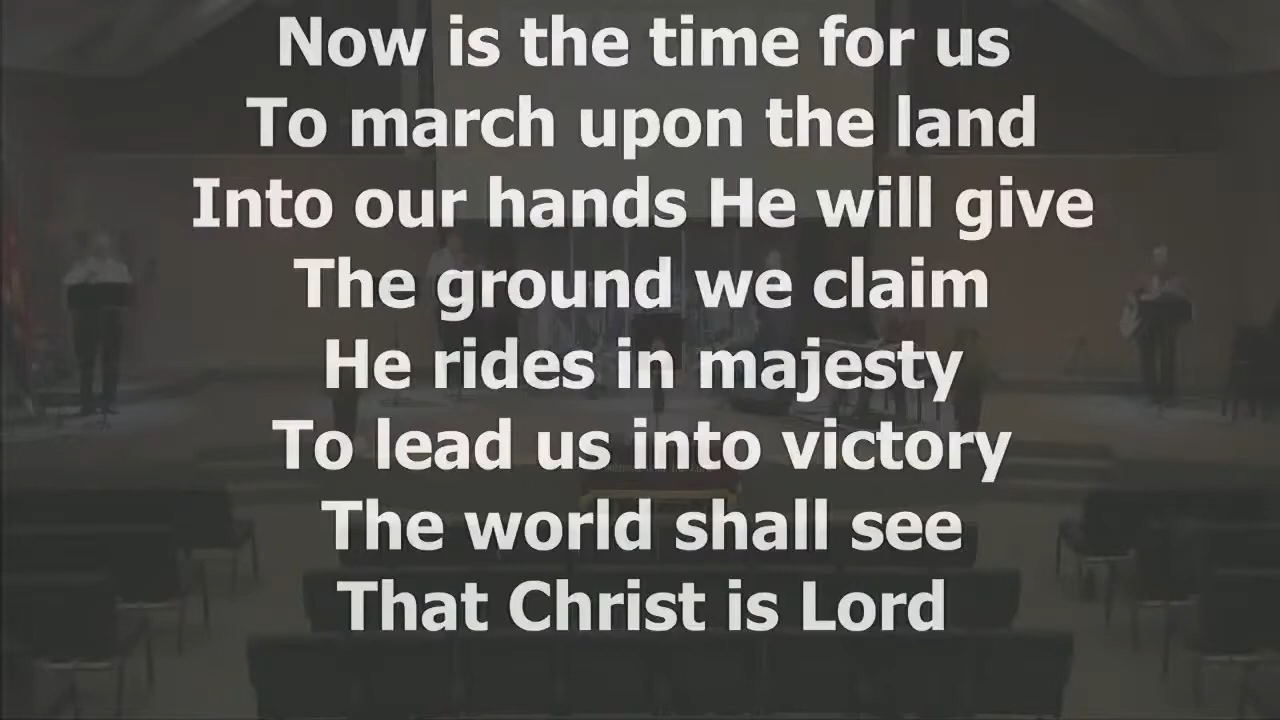 Now is the time for us
To march upon the land
Into our hands He will give
The ground we claim
He rides in majesty
To lead us into victory
The world shall see
That Christ is Lord